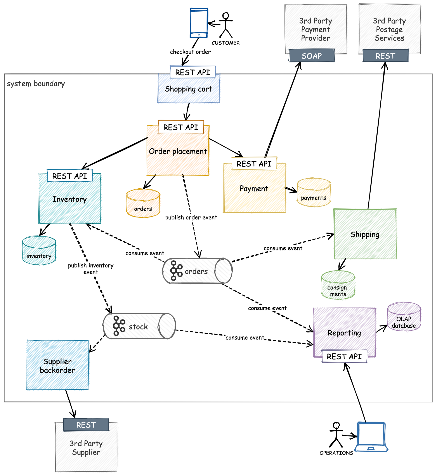 CUSTOMER
checkout order
3rd Party
Payment
Provider
SOAP
3rd Party
Postage
Services
REST
system boundary
REST API
Shopping cart
REST API
Order placement
REST API
Payment
REST API
Inventory
orders
payments
publish order event
Shipping
inventory
consume event
consume event
orders
publish inventory
event
consign
ments
consume event
stock
consume event
Reporting
REST API
OLAP
database
Supplier
backorder
REST
3rd Party
Supplier
OPERATIONS